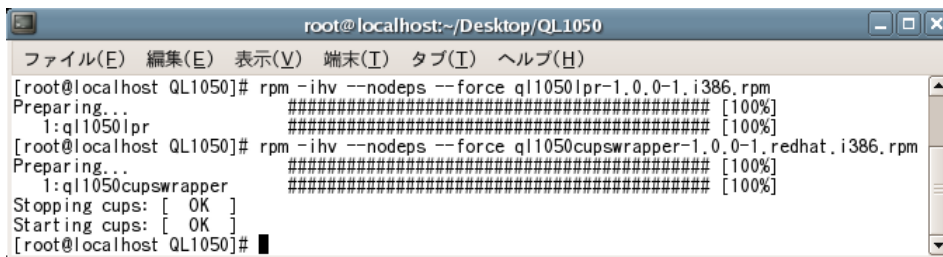 root@localhost:~/Desktop/QL1050
ファイル(F) 編集(E) 表示(V) 端末(T) タブ(T) ヘルプ(H)
[root@localhost QL1050]# rpm -ihv --nodeps --force ql1050lpr-1.0.0-1.i386.rpm
Preparing... ########################################### [100%]
1:ql1050lpr ########################################### [100%]
[root@localhost QL1050]# rpm -ihv --nodeps --force ql1050cupswrapper-1.0.0-1.redhat.i386.rpm
Preparing... ########################################### [100%]
1:ql1050cupswrapper ########################################### [100%]
Stopping cups: [ OK ]
Starting cups: [ OK ]
[root@localhost QL1050]#